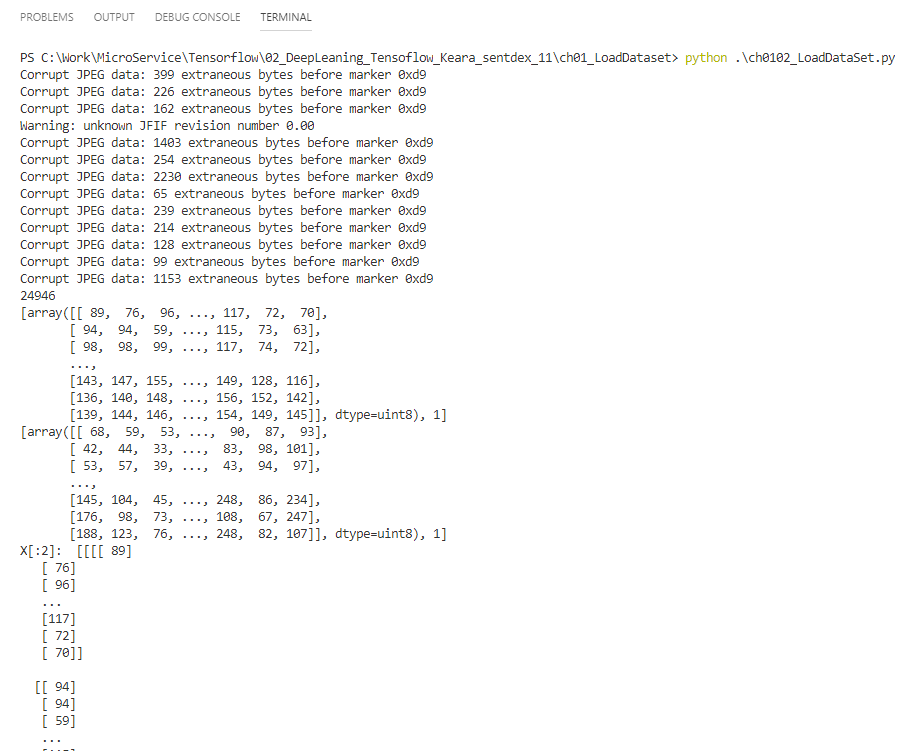 PROBLEMS OUTPUT DEBUG CONSOLE TERMINAL
PS C:\Work\MicroService\Tensorflow\02_DeepLeaning_Tensoflow_Keara_sentdex_11\ch01_LoadDataset> python .\ch0102_LoadDataSet.py
Corrupt JPEG data: 399 extraneous bytes before marker 0xd9
Corrupt JPEG data: 226 extraneous bytes before marker 0xd9
Corrupt JPEG data: 162 extraneous bytes before marker 0xd9
Warning: unknown JFIF revision number 0.00
Corrupt JPEG data: 1403 extraneous bytes before marker 0xd9
Corrupt JPEG data: 254 extraneous bytes before marker 0xd9
Corrupt JPEG data: 2230 extraneous bytes before marker 0xd9
Corrupt JPEG data: 65 extraneous bytes before marker 0xd9
Corrupt JPEG data: 239 extraneous bytes before marker 0xd9
Corrupt JPEG data: 214 extraneous bytes before marker 0xd9
Corrupt JPEG data: 128 extraneous bytes before marker 0xd9
Corrupt JPEG data: 99 extraneous bytes before marker 0xd9
Corrupt JPEG data: 1153 extraneous bytes before marker 0xd9
24946
[array([[ 89,  76,  96, ..., 117,  72,  70],
       [ 94,  94,  59, ..., 115,  73,  63],
       [ 98,  98,  99, ..., 117,  74,  72],
       ...,
       [143, 147, 155, ..., 149, 128, 116],
       [136, 140, 148, ..., 156, 152, 142],
       [139, 144, 146, ..., 154, 149, 145]], dtype=uint8), 1]
[array([[ 68,  59,  53, ...,  90,  87,  93],
       [ 42,  44,  33, ...,  83,  98, 101],
       [ 53,  57,  39, ...,  43,  94,  97],
       ...,
       [145, 104,  45, ..., 248,  86, 234],
       [176,  98,  73, ..., 108,  67, 247],
       [188, 123,  76, ..., 248,  82, 107]], dtype=uint8), 1]
X[:2]:  [[[[ 89]
   [ 76]
   [ 96]
   ...
   [117]
   [ 72]
   [ 70]]
  [[ 94]
   [ 94]
   [ 59]
   ...